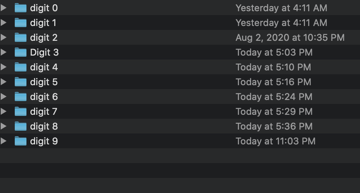 digit 0 Yesterday at 4:11 AM
digit 1 Yesterday at 4:11 AM
digit 2 Aug 2, 2020 at 10:35 PM
Digit 3 Today at 5:03 PM
digit 4 Today at 5:10 PM
digit 5 Today at 5:16 PM
digit 6 Today at 5:24 PM
digit 7 Today at 5:29 PM
digit 8 Today at 5:36 PM
digit 9 Today at 11:03 PM